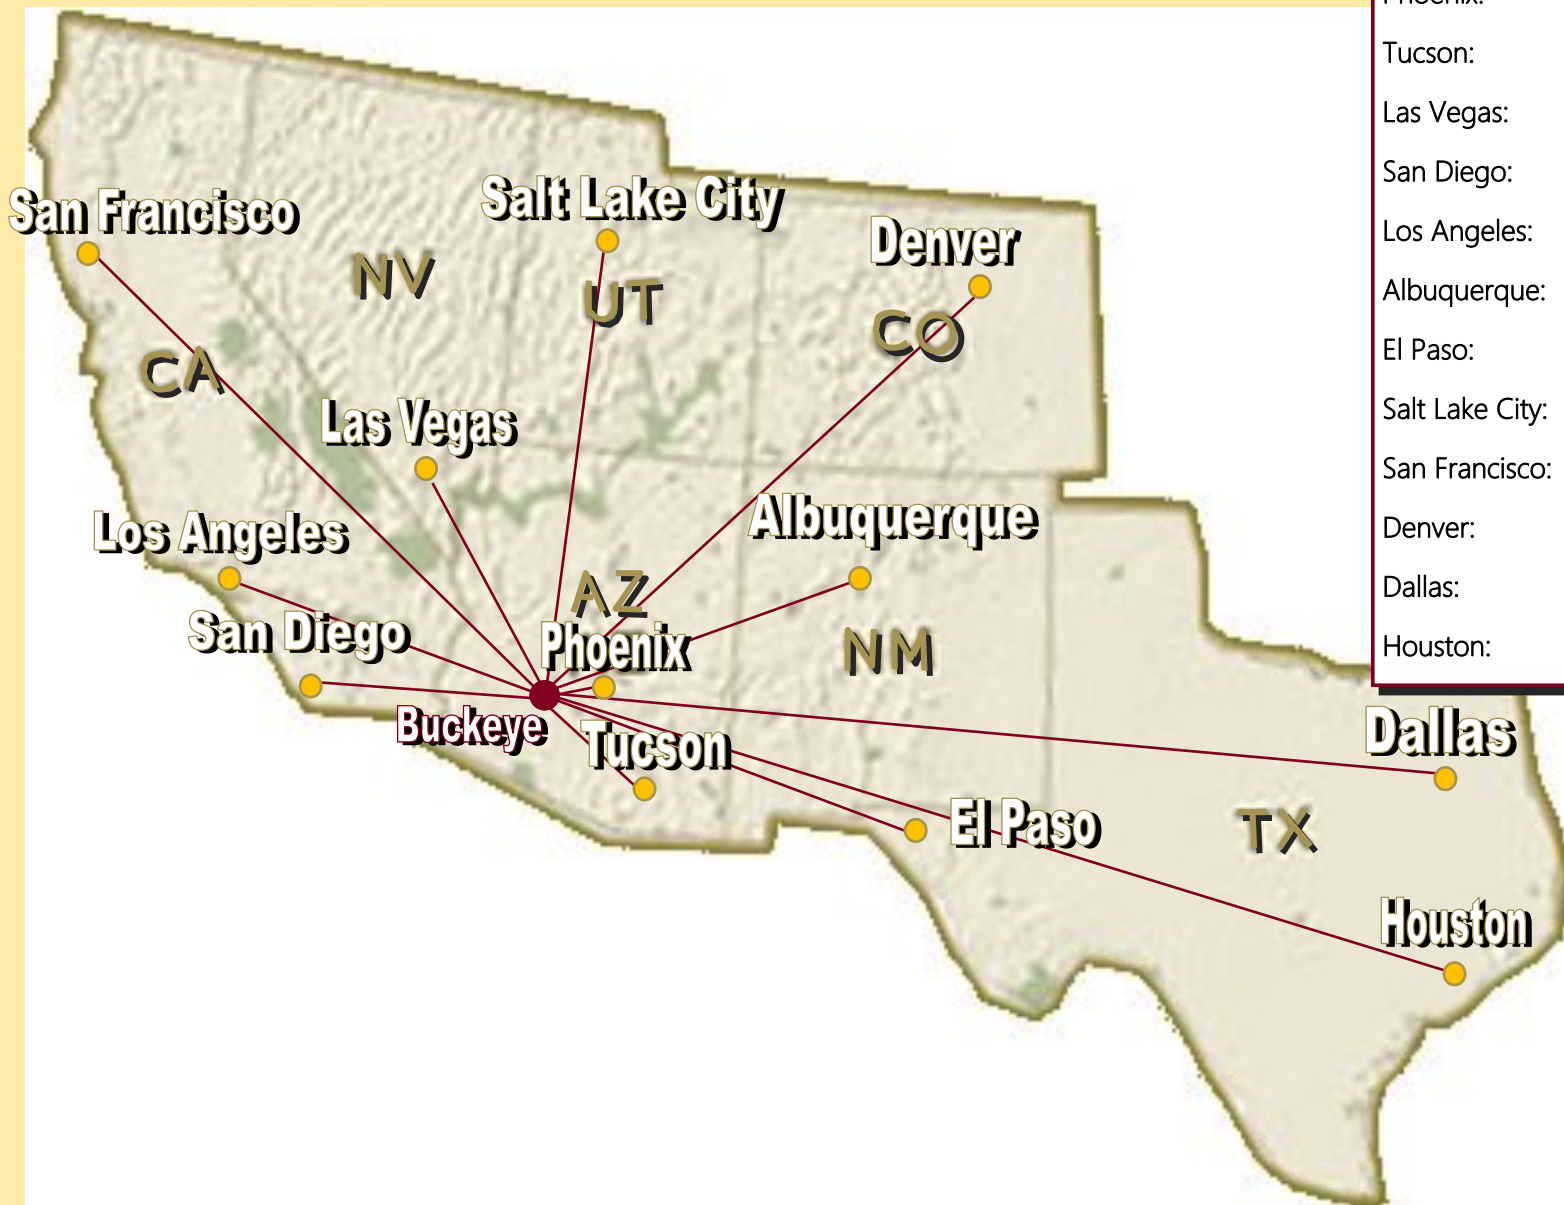 Phoenix:
Tucson:
Las Vegas:
San Diego:
Los Angeles:
Albuquerque:
El Paso:
Salt Lake City:
San Francisco:
Denver:
Dallas:
Houston:
San Francisco
Salt Lake City
Denver
NV
UT
CO
CA
Las Vegas
Los Angeles
Albuquerque
AZ
San Diego
Phoenix
NM
Buckeye
Tucson
Dallas
El Paso
TX
Houston